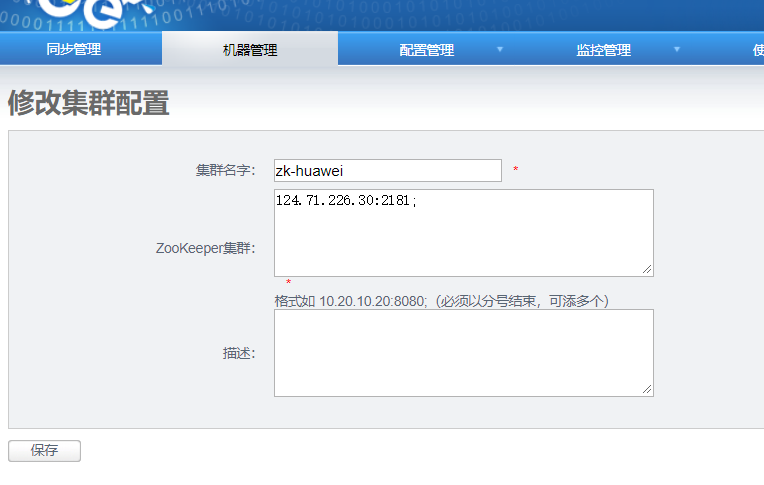 同步管理 机器管理 配置管理 监控管理 使
修改集群配置
集群名字： zk-huawei *
124.71.226.30:2181;
ZooKeeper集群：
*
格式如 10.20.10.20:8080;（必须以分号结束，可添多个）
描述：
保存